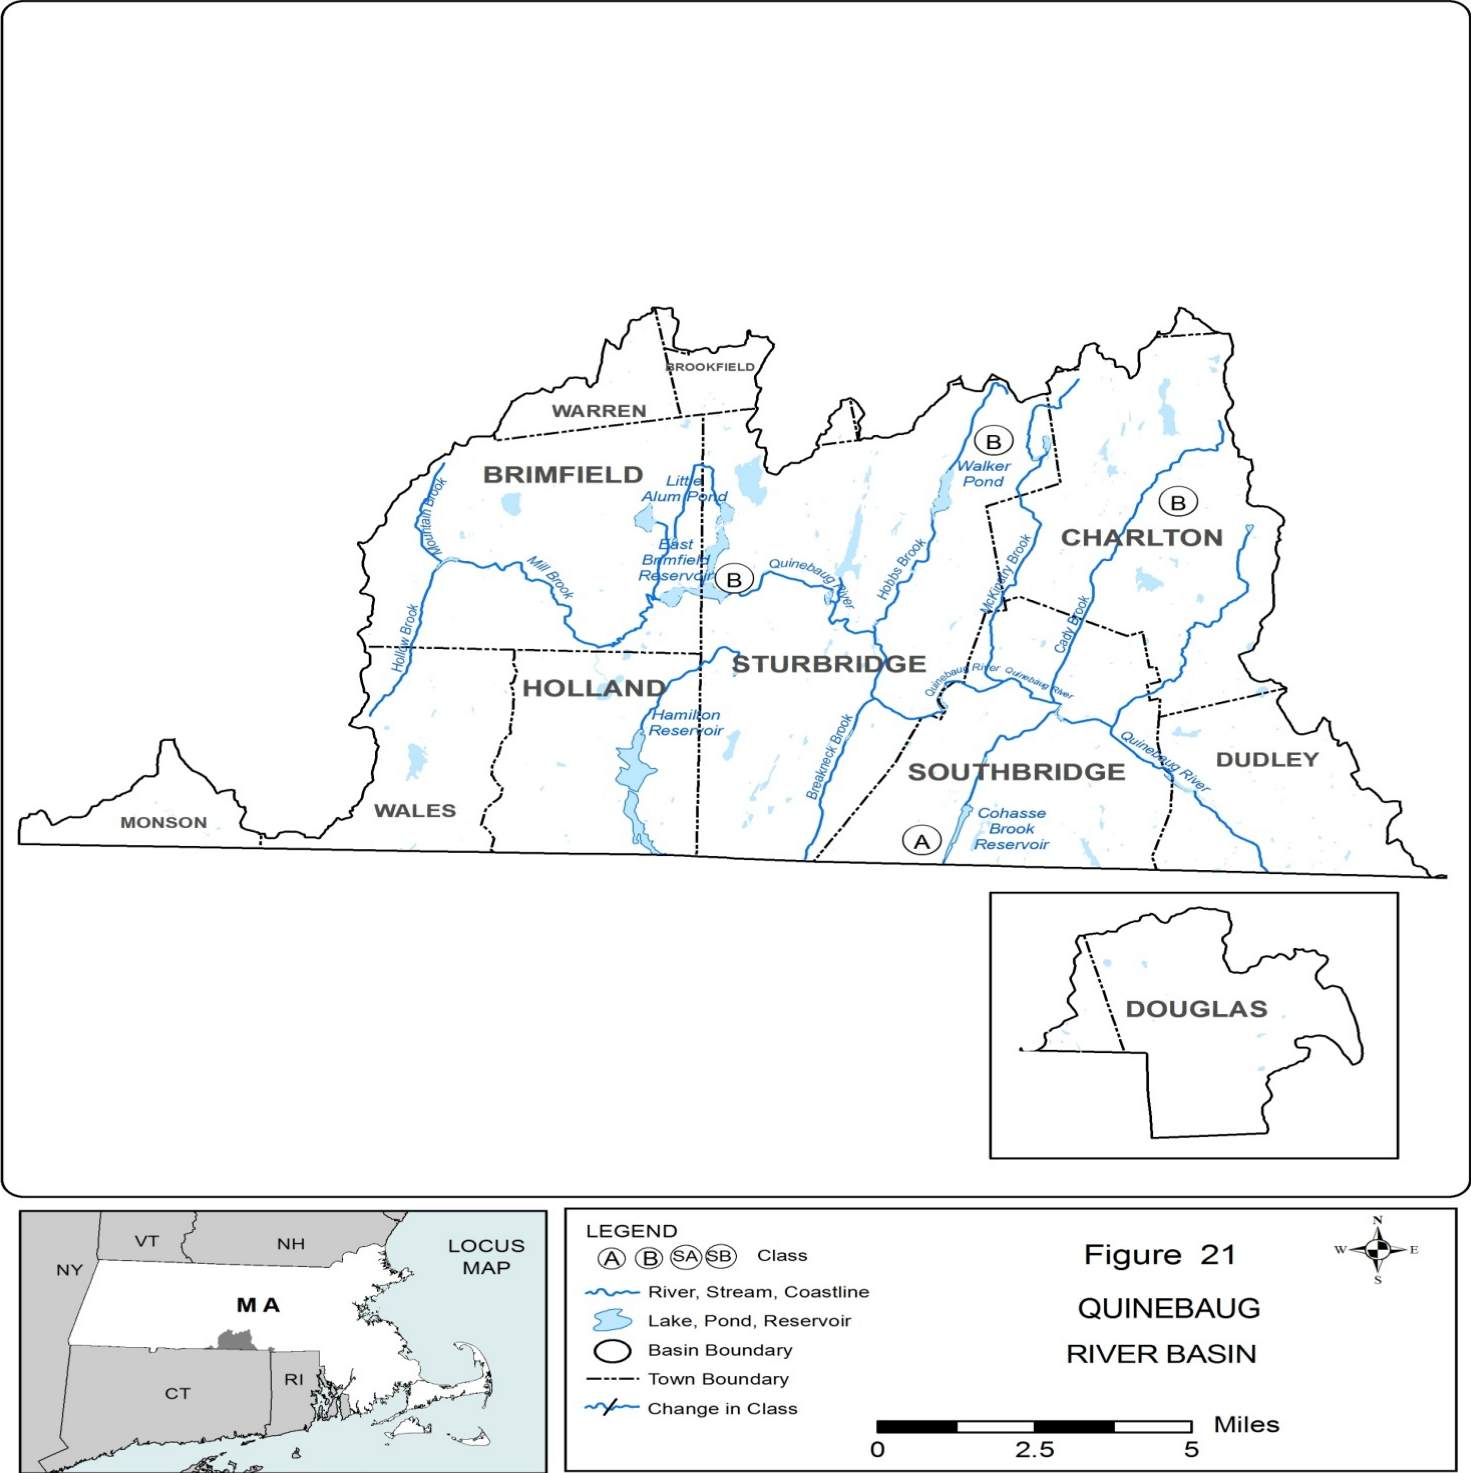 BROOKFIELD
WARREN
BRIMFIELD
Little
Alum Pond
Mountain Brook
East
Brimfield
Reservoir
B
Mill Brook
Hollow Brook
Quinebaug River
Hobbs Brook
B
Walker
Pond
McKinstry Brook
B
CHARLTON
Cady Brook
STURBRIDGE
HOLLAND
Hamilton
Reservoir
Quinebaug River
Quinebaug River
Breakneck Brook
SOUTHBRIDGE
Quinebaug River
DUDLEY
WALES
MONSON
A
Cohasse
Brook
Reservoir
DOUGLAS
NY
VT
NH
LOCUS
MAP
MA
CT
RI
LEGEND
A B SA SB Class
River, Stream, Coastline
Lake, Pond, Reservoir
Basin Boundary
Town Boundary
Change in Class
Figure 21
QUINEBAUG
RIVER BASIN
N
W E
S
0 2.5 5 Miles